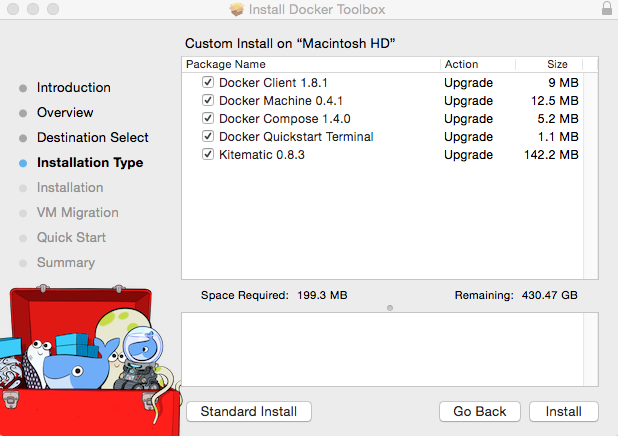 Install Docker Toolbox
Custom Install on “Macintosh HD”
Introduction
Overview
Destination Select
Installation Type
Installation
VM Migration
Quick Start
Summary
Package Name Action Size
Docker Client 1.8.1 Upgrade 9 MB
Docker Machine 0.4.1 Upgrade 12.5 MB
Docker Compose 1.4.0 Upgrade 5.2 MB
Docker Quickstart Terminal Upgrade 1.1 MB
Kitematic 0.8.3 Upgrade 142.2 MB
Space Required: 199.3 MB Remaining: 430.47 GB
Standard Install Go Back Install